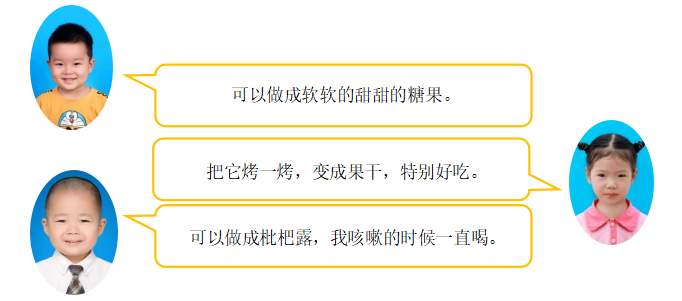 可以做成软软的甜甜的糖果。
把它烤一烤，变成果干，特别好吃。
可以做成枇杷露，我咳嗽的时候一直喝。